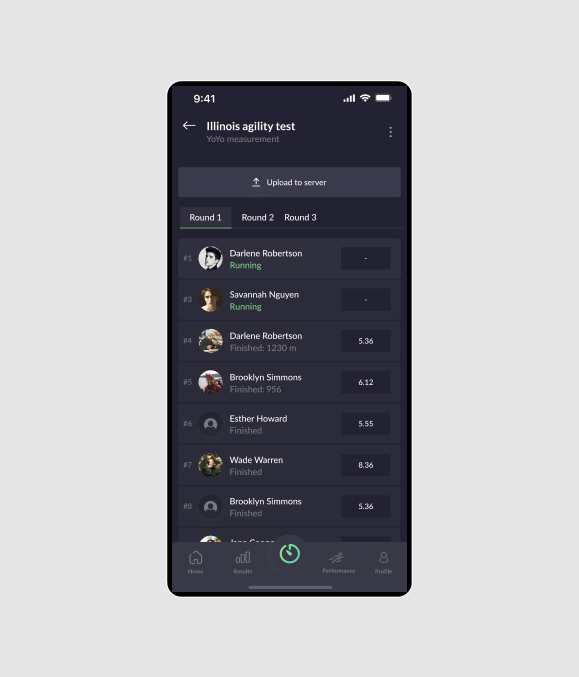 9:41
Illinois agility test
YoYo measurement
Upload to server
Round 1 Round 2 Round 3
#1 Darlene Robertson -
Running
#3 Savannah Nguyen -
Running
#4 Darlene Robertson 5.36
Finished: 1230 m
#5 Brooklyn Simmons 6.12
Finished: 956
#6 Esther Howard 5.55
Finished
#7 Wade Warren 8.36
Finished
#8 Brooklyn Simmons 5.36
Finished
Home Results Performance Profile